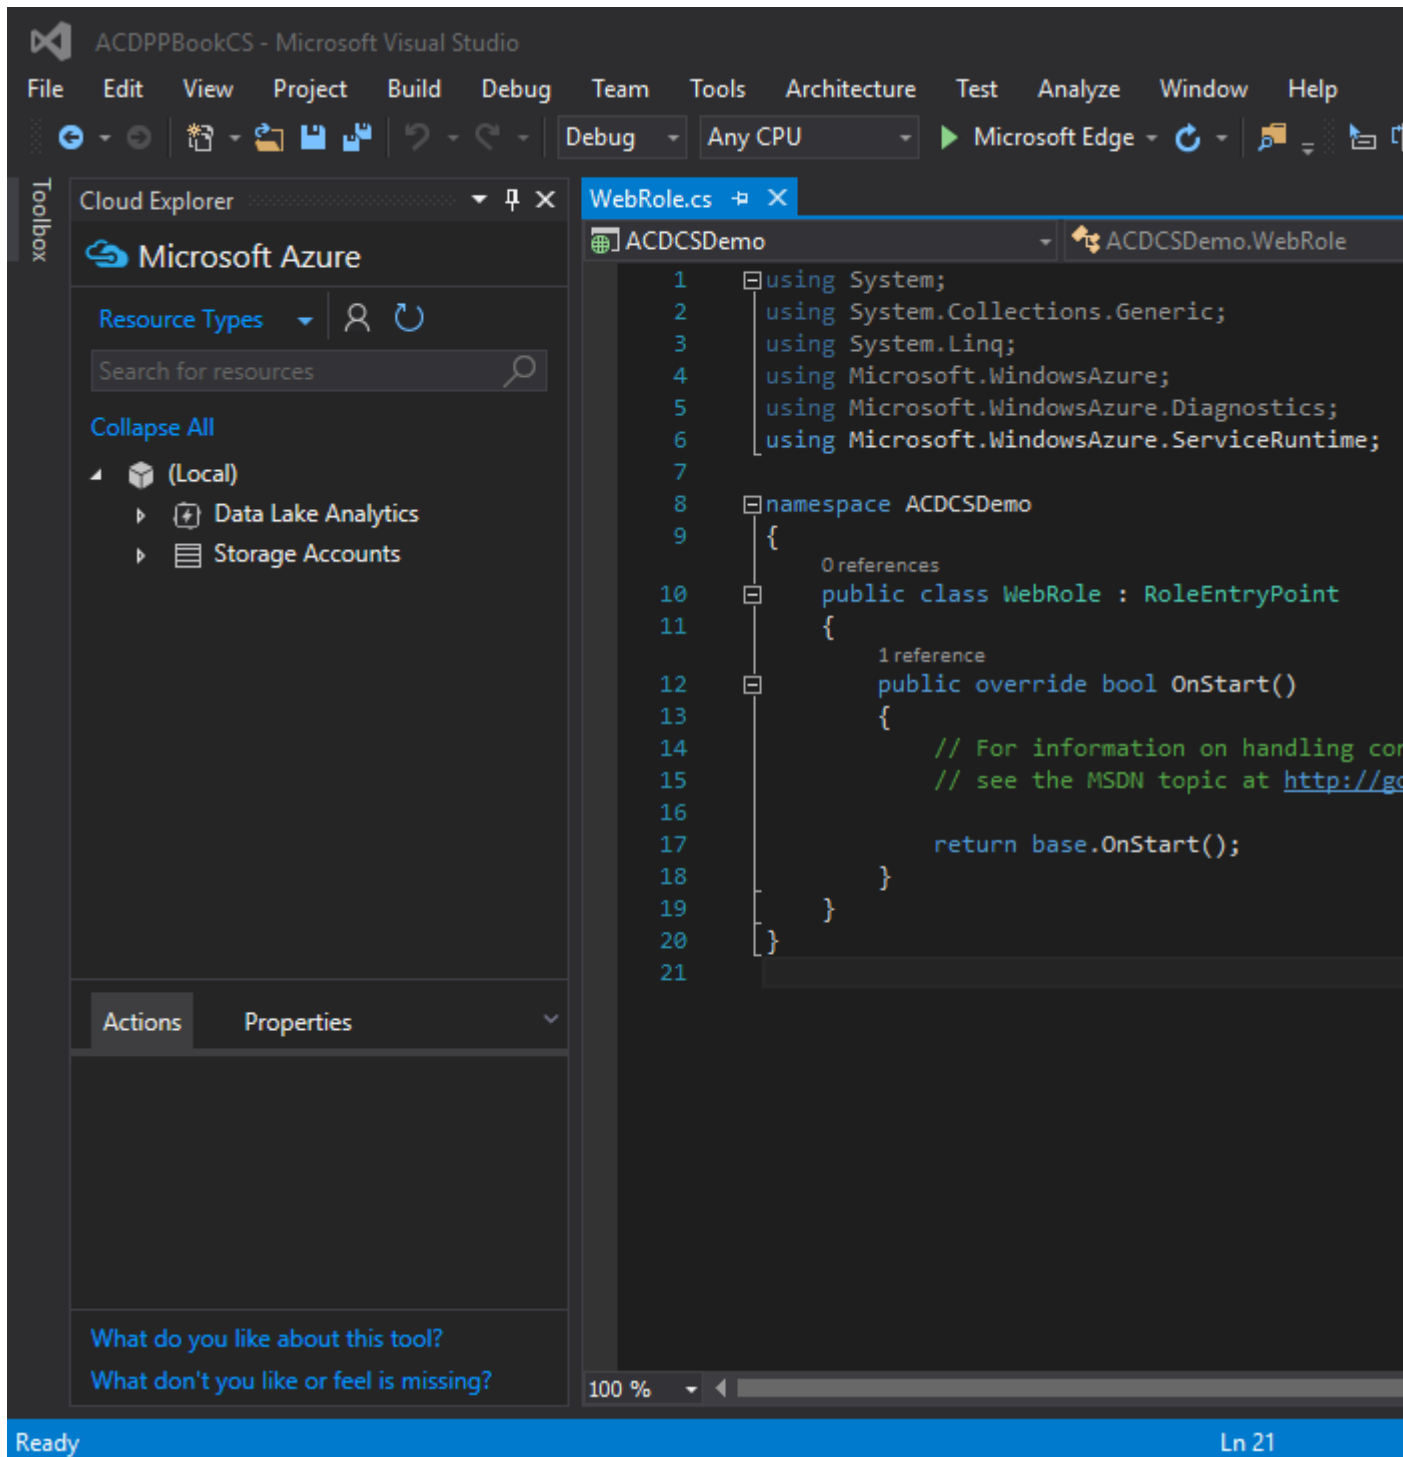 ACDPPBookCS - Microsoft Visual Studio
File Edit View Project Build Debug Team Tools Architecture Test Analyze Window Help
Debug Any CPU Microsoft Edge
Toolbox
Cloud Explorer
Microsoft Azure
Resource Types
Search for resources
Collapse All
(Local)
Data Lake Analytics
Storage Accounts
Actions Properties
What do you like about this tool?
What don't you like or feel is missing?
WebRole.cs
ACDCSDemo ACDCSDemo.WebRole
1 using System;
2 using System.Collections.Generic;
3 using System.Linq;
4 using Microsoft.WindowsAzure;
5 using Microsoft.WindowsAzure.Diagnostics;
6 using Microsoft.WindowsAzure.ServiceRuntime;
7
8 namespace ACDCSDemo
9 {
0 references
10 public class WebRole : RoleEntryPoint
11 {
1 reference
12 public override bool OnStart()
13 {
14 // For information on handling
15 // see the MSDN topic at
16
17 return base.OnStart();
18 }
19 }
20 }
21
100 %
Ready Ln 21